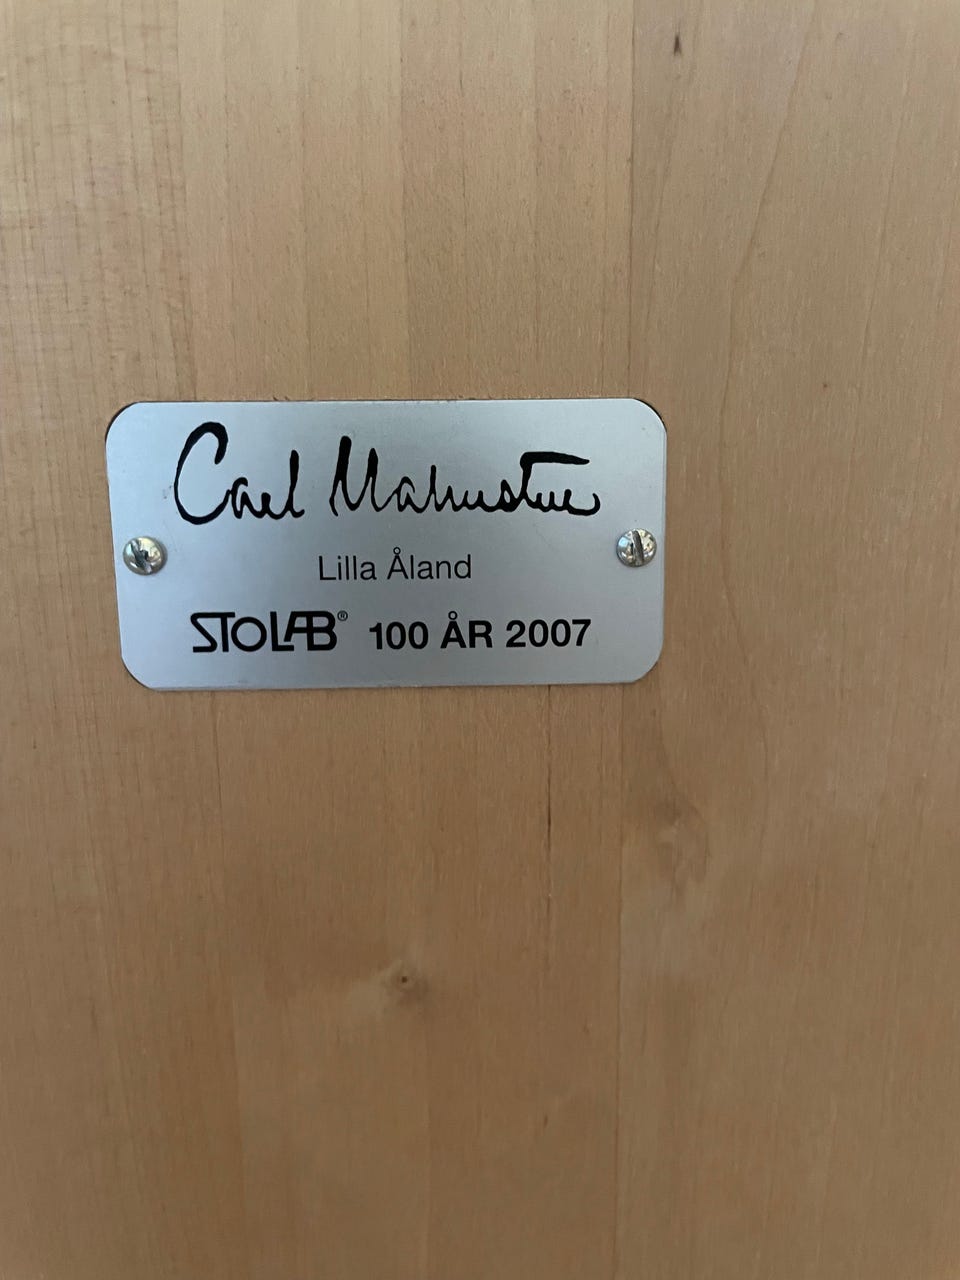 Carl Malmsten
Lilla Åland
STOLAB® 100 ÅR 2007